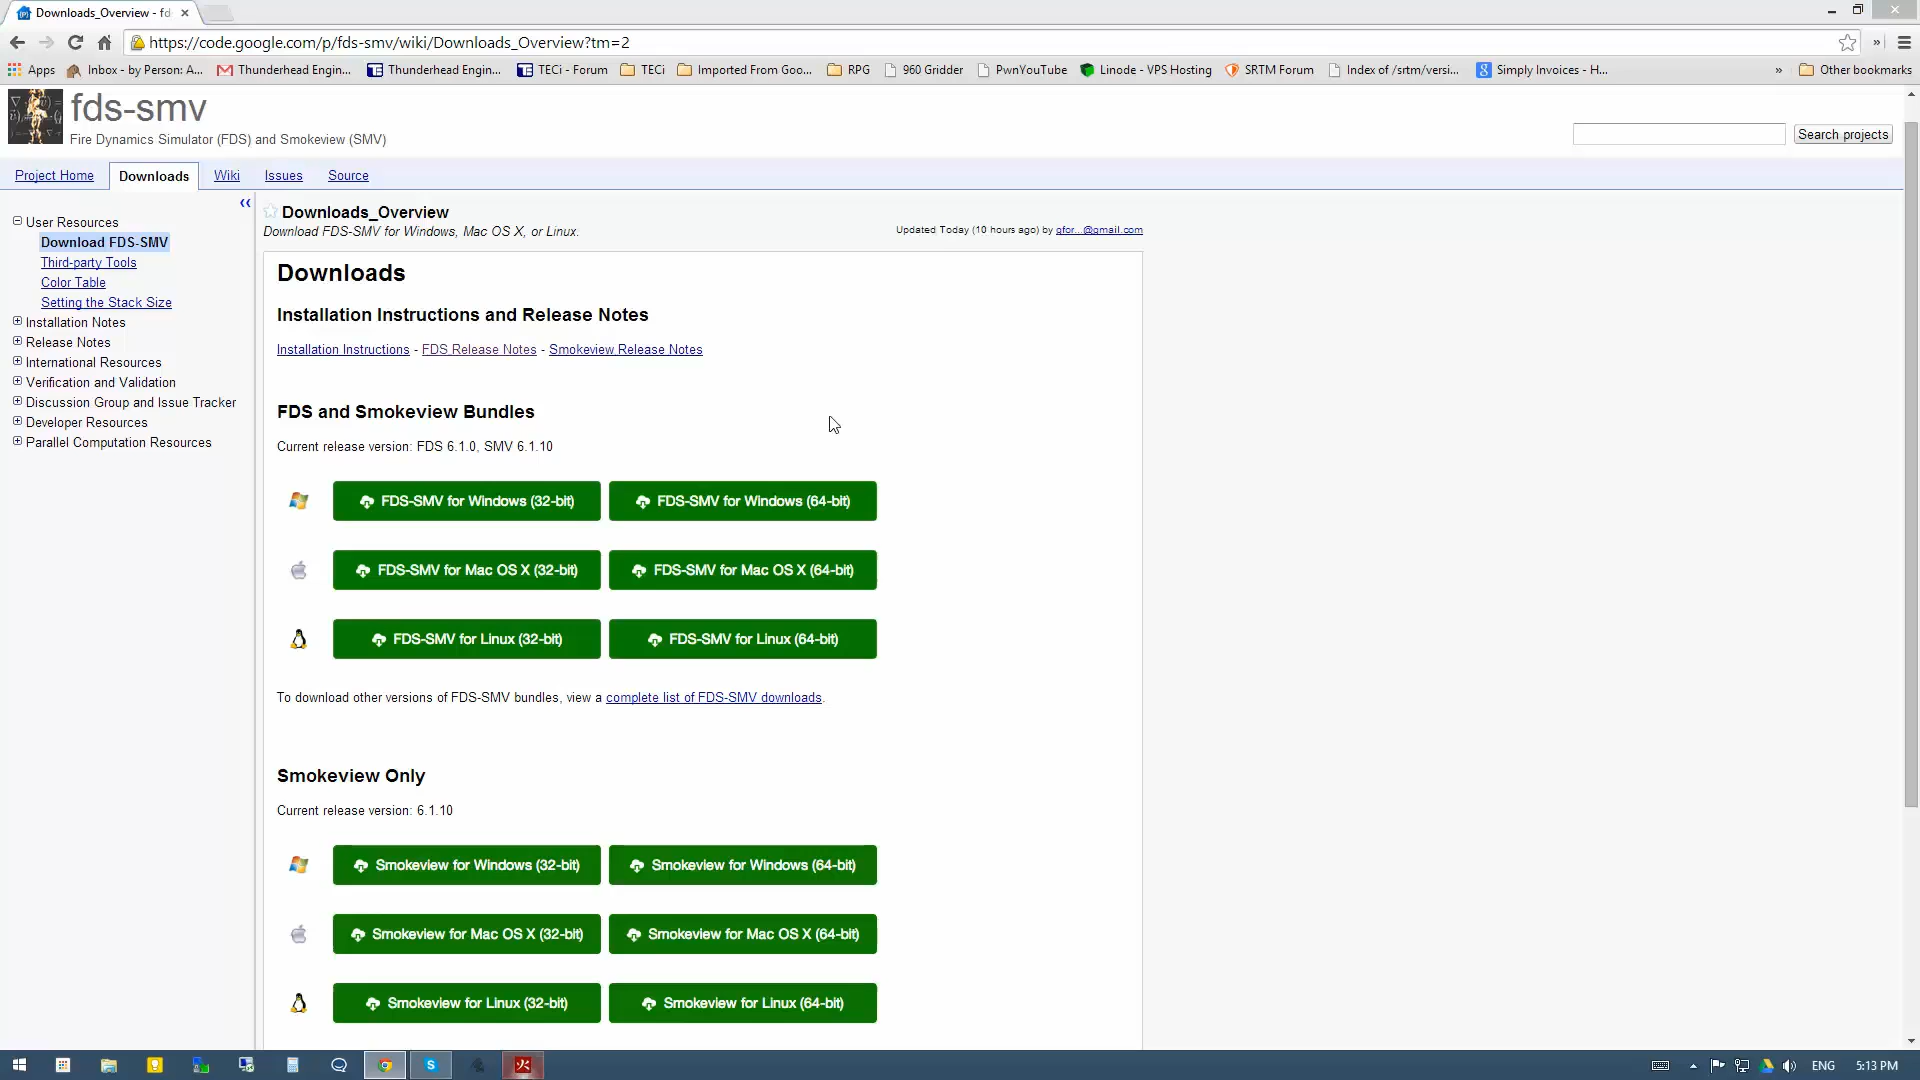 Downloads_Overview - fd
https://code.google.com/p/fds-smv/wiki/Downloads_Overview?tm=2
Apps
Inbox - by Person: A...
Thunderhead Engin...
Thunderhead Engin...
TECi - Forum
TECi
Imported From Goo...
RPG
960 Gridder
PwnYouTube
Linode - VPS Hosting
SRTM Forum
Index of /srtm/versi...
Simply Invoices - H...
»
Other bookmarks
fds-smv
Fire Dynamics Simulator (FDS) and Smokeview (SMV)
Search projects
Project Home
Downloads
Wiki
Issues
Source
User Resources
Download FDS-SMV
Third-party Tools
Color Table
Setting the Stack Size
Installation Notes
Release Notes
International Resources
Verification and Validation
Discussion Group and Issue Tracker
Developer Resources
Parallel Computation Resources
Downloads_Overview
Download FDS-SMV for Windows, Mac OS X, or Linux.
Updated Today (10 hours ago) by gfor...@gmail.com
Downloads
Installation Instructions and Release Notes
Installation Instructions - FDS Release Notes - Smokeview Release Notes
FDS and Smokeview Bundles
Current release version: FDS 6.1.0, SMV 6.1.10
FDS-SMV for Windows (32-bit)
FDS-SMV for Windows (64-bit)
FDS-SMV for Mac OS X (32-bit)
FDS-SMV for Mac OS X (64-bit)
FDS-SMV for Linux (32-bit)
FDS-SMV for Linux (64-bit)
To download other versions of FDS-SMV bundles, view a complete list of FDS-SMV downloads.
Smokeview Only
Current release version: 6.1.10
Smokeview for Windows (32-bit)
Smokeview for Windows (64-bit)
Smokeview for Mac OS X (32-bit)
Smokeview for Mac OS X (64-bit)
Smokeview for Linux (32-bit)
Smokeview for Linux (64-bit)
ENG
5:13 PM